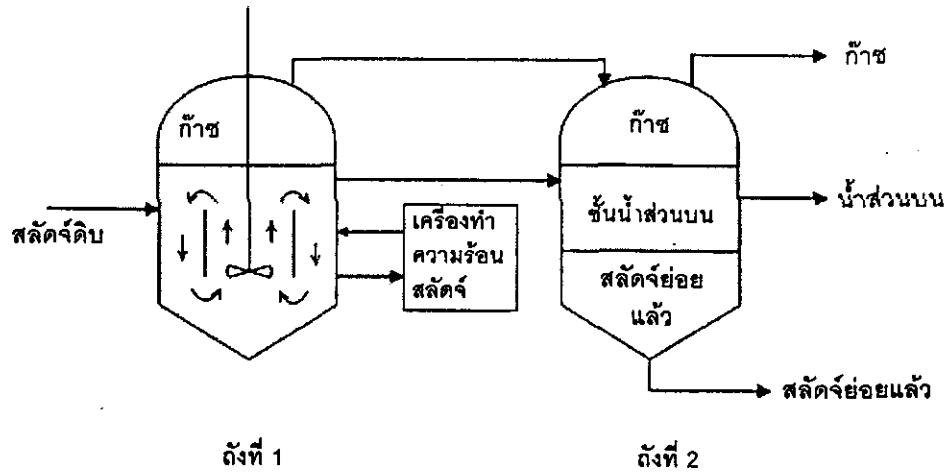 ก๊าซ
ก๊าซ
ก๊าซ
สลัดจ์ดิบ
เครื่องทำ
ความร้อน
สลัดจ์
ชั้นน้ำส่วนบน
น้ำส่วนบน
สลัดจ์ย่อย
แล้ว
สลัดจ์ย่อยแล้ว
ถังที่ 1
ถังที่ 2